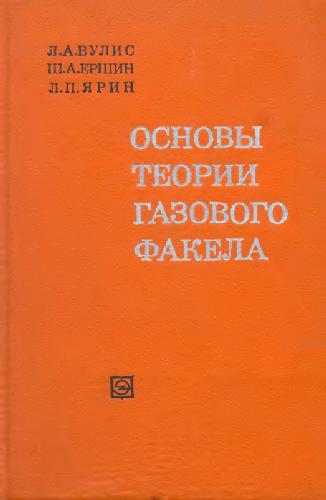 Л.А.ВУЛИС
Ш.А.ЕРШИН
Л.П.ЯРИН
ОСНОВЫ
ТЕОРИИ
ГАЗОВОГО
ФАКЕЛА